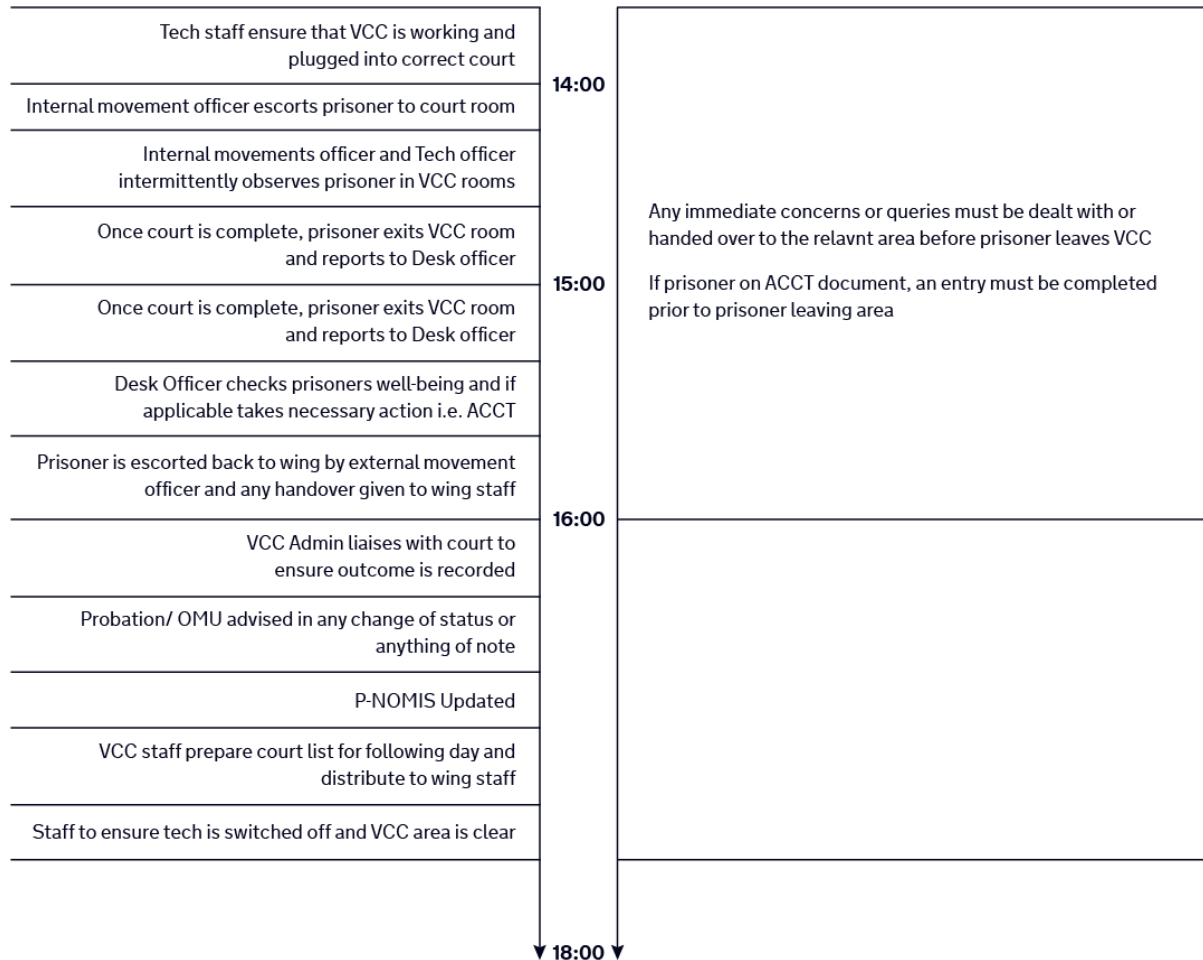 Tech staff ensure that VCC is working and
plugged into correct court
14:00
Internal movement officer escorts prisoner to court room
Internal movements officer and Tech officer
intermittently observes prisoner in VCC rooms
Once court is complete, prisoner exits VCC room
and reports to Desk officer
15:00
Once court is complete, prisoner exits VCC room
and reports to Desk officer
Desk Officer checks prisoners well-being and if
applicable takes necessary action i.e. ACCT
Prisoner is escorted back to wing by external movement
officer and any handover given to wing staff
Any immediate concerns or queries must be dealt with or
handed over to the relavnt area before prisoner leaves VCC
If prisoner on ACCT document, an entry must be completed
prior to prisoner leaving area
16:00
VCC Admin liaises with court to
ensure outcome is recorded
Probation/ OMU advised in any change of status or
anything of note
P-NOMIS Updated
VCC staff prepare court list for following day and
distribute to wing staff
Staff to ensure tech is switched off and VCC area is clear
18:00